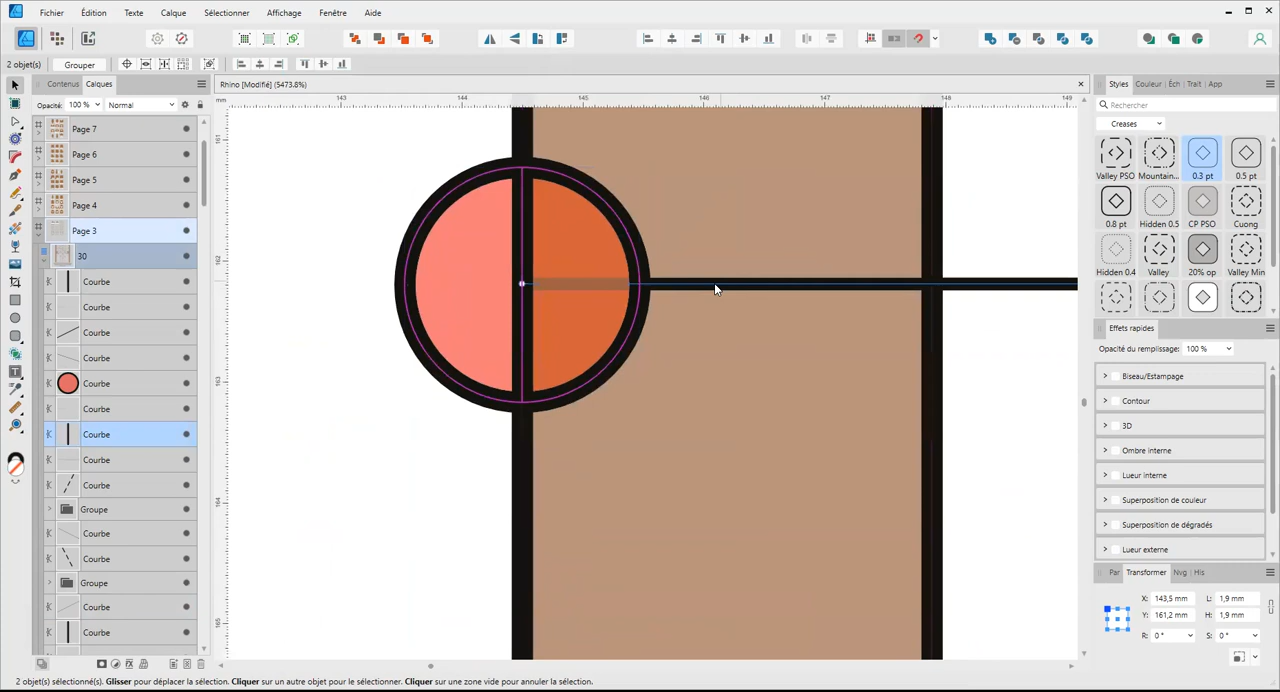 Fichier Édition Texte Calque Sélectionner Affichage Fenêtre Aide
2 objet(s) Grouper
Contenus Calques
Opacité: 100 % Normal
Page 7
Page 6
Page 5
Page 4
Page 3
30
Courbe
Courbe
Courbe
Courbe
Courbe
Courbe
Courbe
Courbe
Courbe
Groupe
Courbe
Courbe
Groupe
Courbe
Courbe
Rhino [Modifié] (5473.8%)
mm 143 144 145 146 147 148 149
161
162
163
164
165
Styles Couleur Éch Trait App
Rechercher
Creases
Valley PSO Mountain... 0.3 pt 0.5 pt
0.8 pt Hidden 0.5 CP PSO Cuong
Hidden 0.4 Valley 20% op Valley Min
Effets rapides
Opacité du remplissage: 100 %
Biseau/Estampage
Contour
3D
Ombre interne
Lueur interne
Superposition de couleur
Superposition de dégradés
Lueur externe
Par Transformer Nvg His
X: 143,5 mm L: 1,9 mm
Y: 161,2 mm H: 1,9 mm
R: 0 ° S: 0 °
2 objet(s) sélectionné(s). Glisser pour déplacer la sélection. Cliquer sur un autre objet pour le sélectionner. Cliquer sur une zone vide pour annuler la sélection.